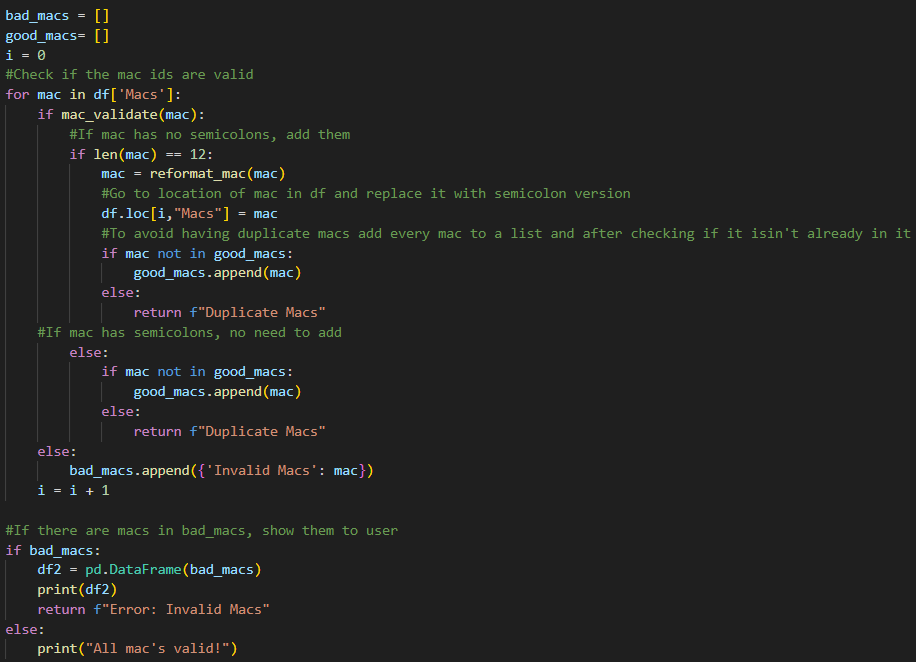 bad_macs = []
good_macs= []
i = 0
#Check if the mac ids are valid
for mac in df['Macs']:
    if mac_validate(mac):
        #If mac has no semicolons, add them
        if len(mac) == 12:
            mac = reformat_mac(mac)
            #Go to location of mac in df and replace it with semicolon version
            df.loc[i,"Macs"] = mac
            #To avoid having duplicate macs add every mac to a list and after checking if it isin't already in it
            if mac not in good_macs:
                good_macs.append(mac)
            else:
                return f"Duplicate Macs"
    #If mac has semicolons, no need to add
        else:
            if mac not in good_macs:
                good_macs.append(mac)
            else:
                return f"Duplicate Macs"
    else:
        bad_macs.append({'Invalid Macs': mac})
    i = i + 1

#If there are macs in bad_macs, show them to user
if bad_macs:
    df2 = pd.DataFrame(bad_macs)
    print(df2)
    return f"Error: Invalid Macs"
else:
    print("All mac's valid!")